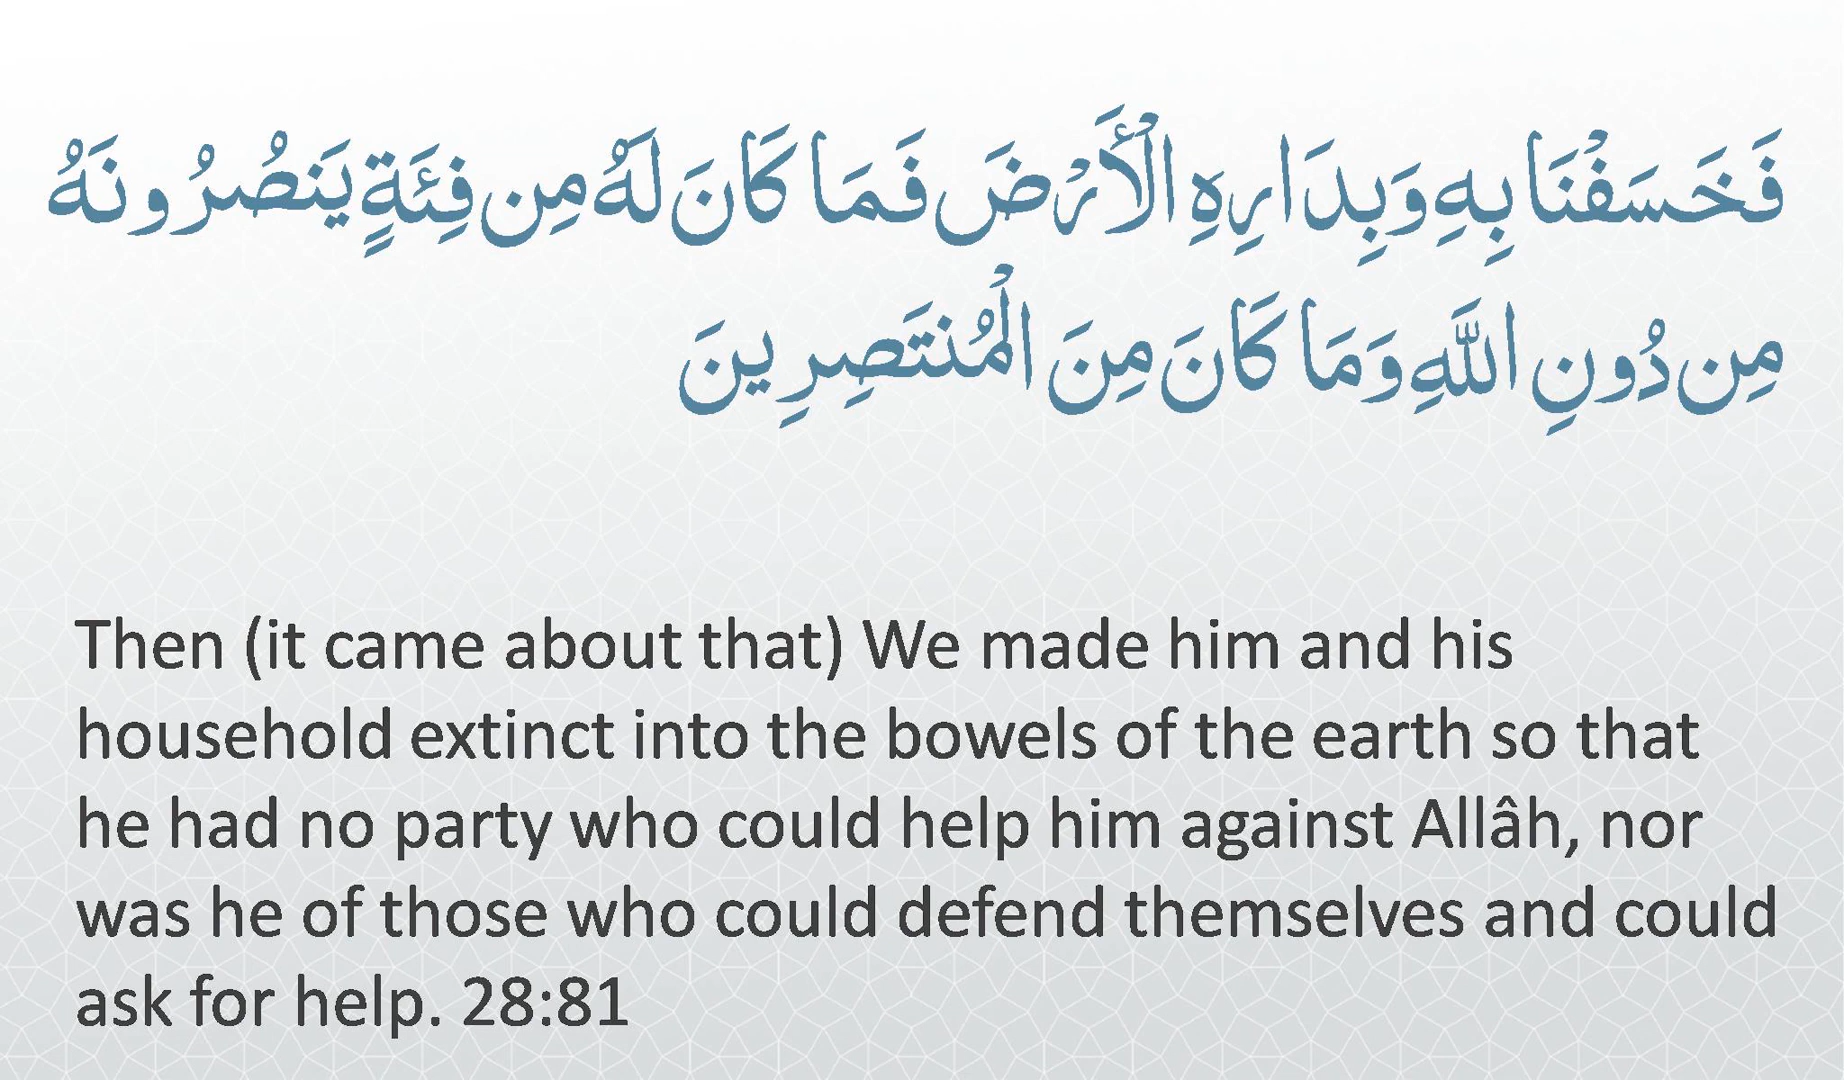 فَخَسَفْنَا بِهِ وَبِدَارِهِ الْأَرْضَ فَمَا كَانَ لَهُ مِن فِئَةٍ يَنصُرُونَهُ
مِن دُونِ اللَّهِ وَمَا كَانَ مِنَ الْمُنتَصِرِينَ
Then (it came about that) We made him and his
household extinct into the bowels of the earth so that
he had no party who could help him against Allâh, nor
was he of those who could defend themselves and could
ask for help. 28:81